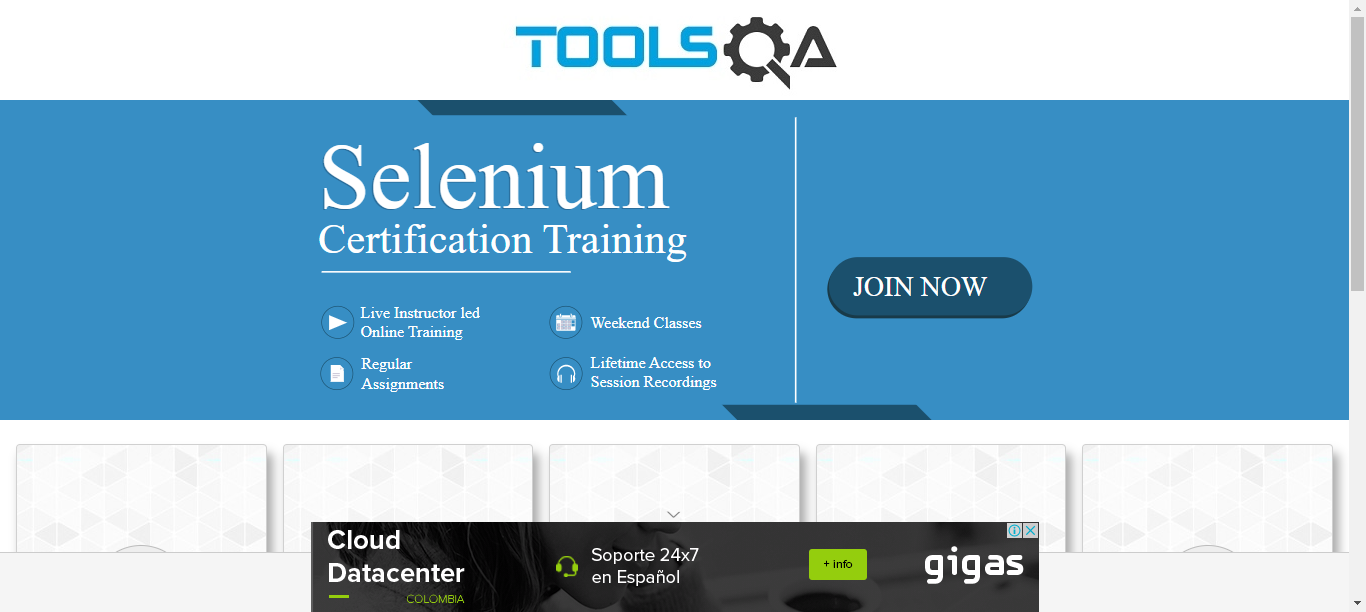 TOOLSQA
Selenium
Certification Training
JOIN NOW
Live Instructor led
Online Training
Weekend Classes
Regular
Assignments
Lifetime Access to
Session Recordings
Cloud
Datacenter
COLOMBIA
Soporte 24x7
en Español
+ info
gigas